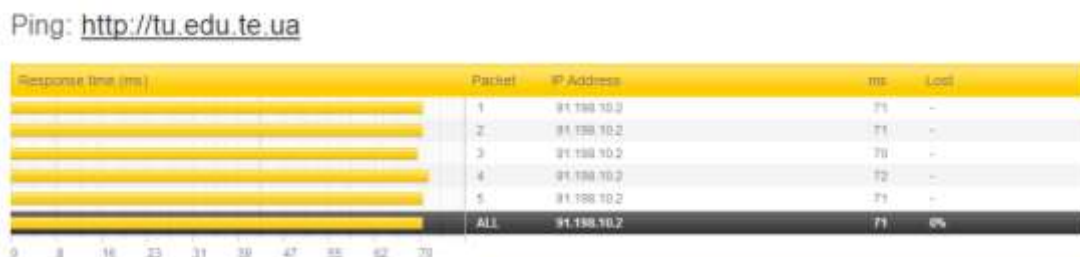 Ping: http://tu.edu.te.ua
Response time (ms) Packet IP Address ms Lost
1 91.198.10.2 71 -
2 91.198.10.2 71 -
3 91.198.10.2 70 -
4 91.198.10.2 72 -
5 91.198.10.2 71 -
ALL 91.198.10.2 71 0%
0 8 16 23 31 39 47 55 62 70